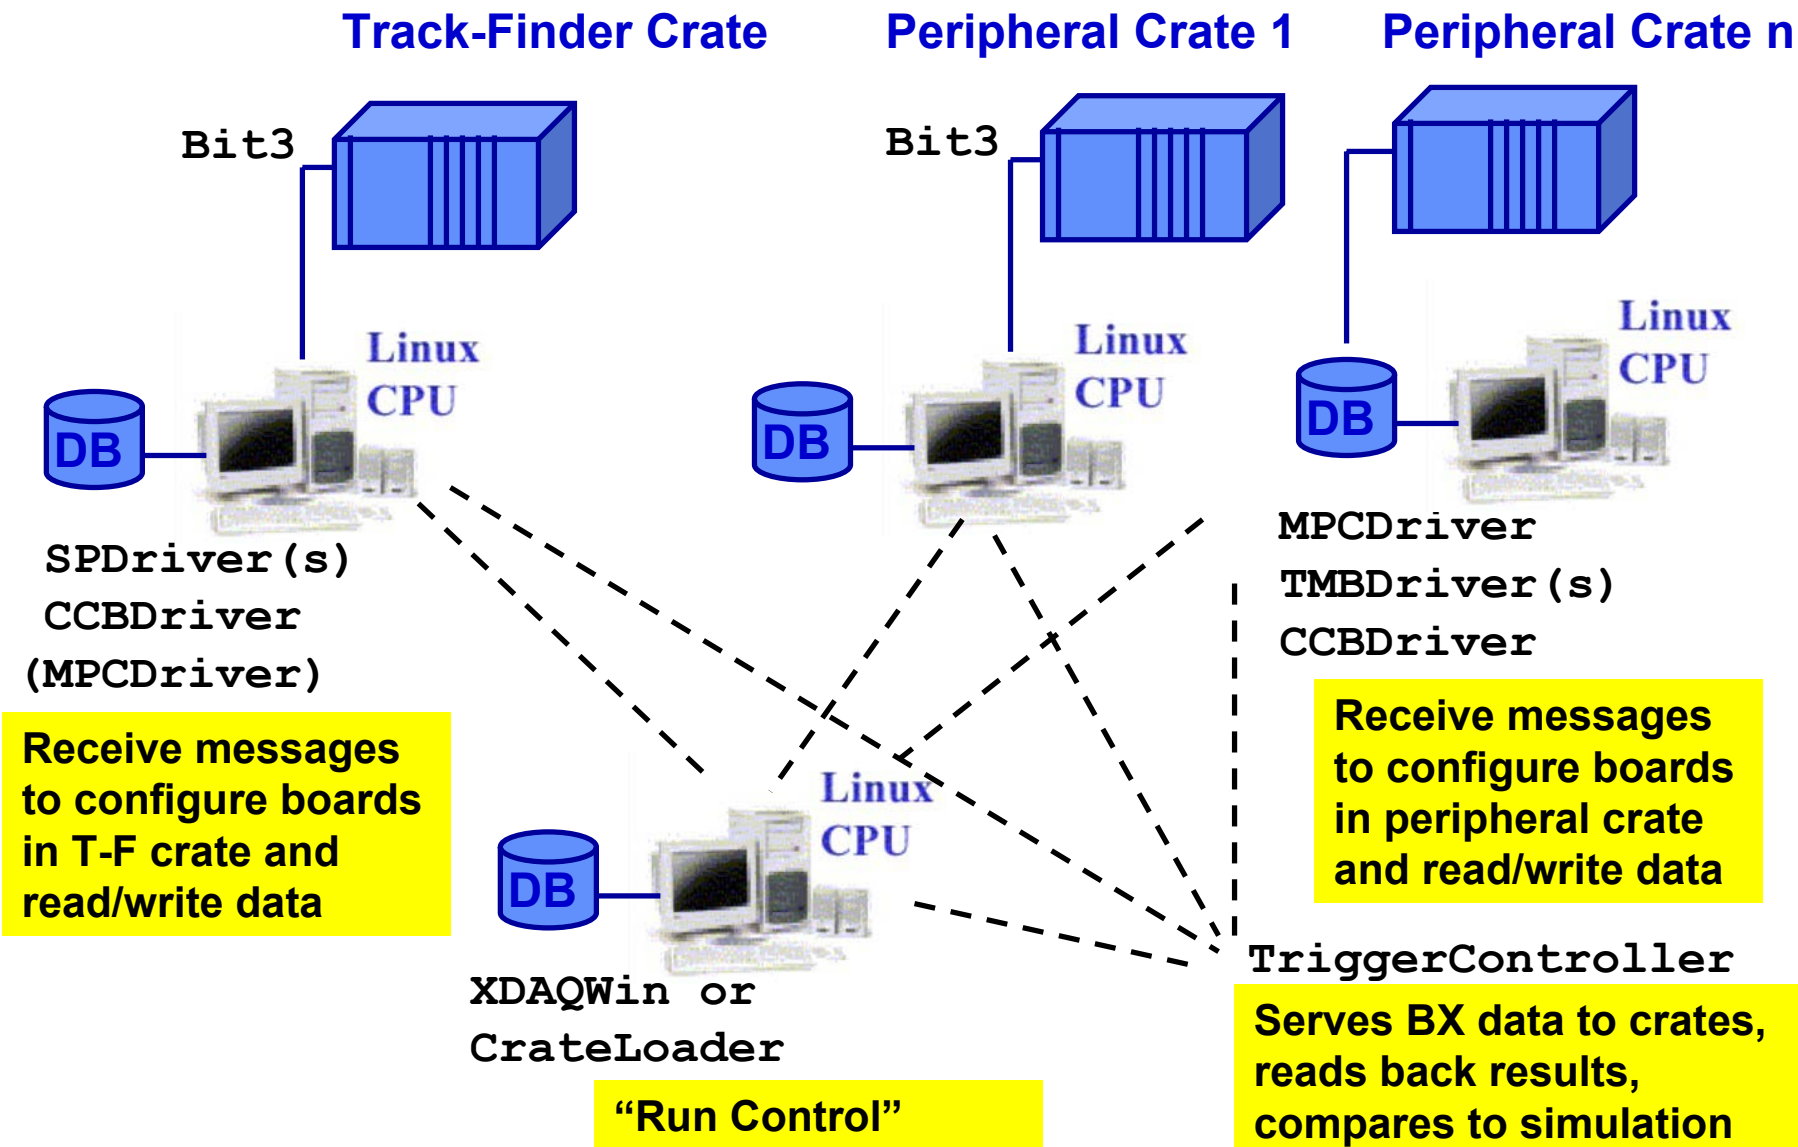 Track-Finder Crate
Peripheral Crate 1
Peripheral Crate n
Bit3
Bit3
Linux
CPU
Linux
CPU
Linux
CPU
DB
DB
DB
SPDriver(s)
CCBDriver
(MPCDriver)
MPCDriver
TMBDriver(s)
CCBDriver
Receive messages
to configure boards
in T-F crate and
read/write data
Receive messages
to configure boards
in peripheral crate
and read/write data
Linux
CPU
DB
XDAQWin or
CrateLoader
“Run Control”
TriggerController
Serves BX data to crates,
reads back results,
compares to simulation